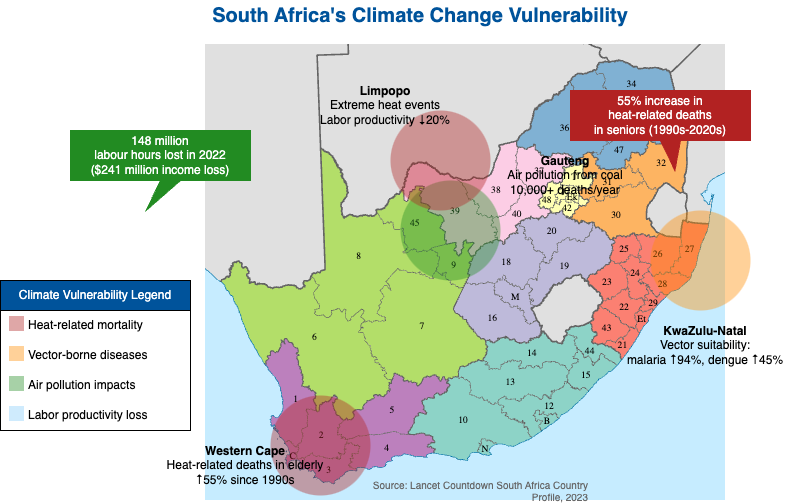 South Africa's Climate Change Vulnerability
34
Limpopo
Extreme heat events
Labor productivity ↓20%
55% increase in
heat-related deaths
in seniors (1990s-2020s)
36
47
148 million
labour hours lost in 2022
($241 million income loss)
Gauteng
Air pollution from coal
10,000+ deaths/year
32
31
38
48
42
39
40
30
45
20
25
26
27
8
9
18
19
24
23
28
M
22
29
Et
16
43
21
6
7
14
44
Climate Vulnerability Legend
Heat-related mortality
Vector-borne diseases
Air pollution impacts
Labor productivity loss
KwaZulu-Natal
Vector suitability:
malaria ↑94%, dengue ↑45%
13
15
1
5
12
10
B
2
4
N
C
3
Western Cape
Heat-related deaths in elderly
↑55% since 1990s
Source: Lancet Countdown South Africa Country
Profile, 2023